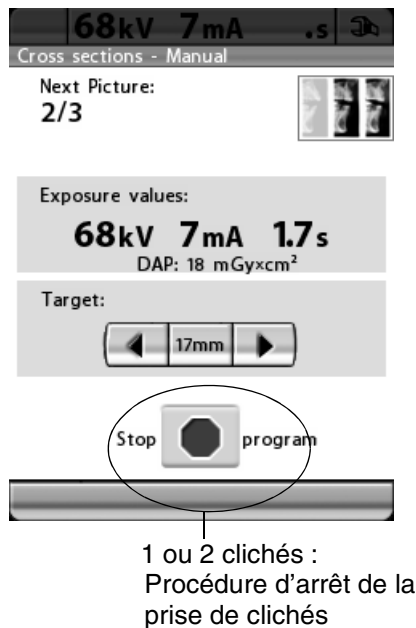 68kV 7mA .s
Cross sections - Manual
Next Picture:
2/3
Exposure values:
68kV 7mA 1.7s
DAP: 18 mGy×cm²
Target:
17mm
Stop program
1 ou 2 clichés :
Procédure d'arrêt de la
prise de clichés